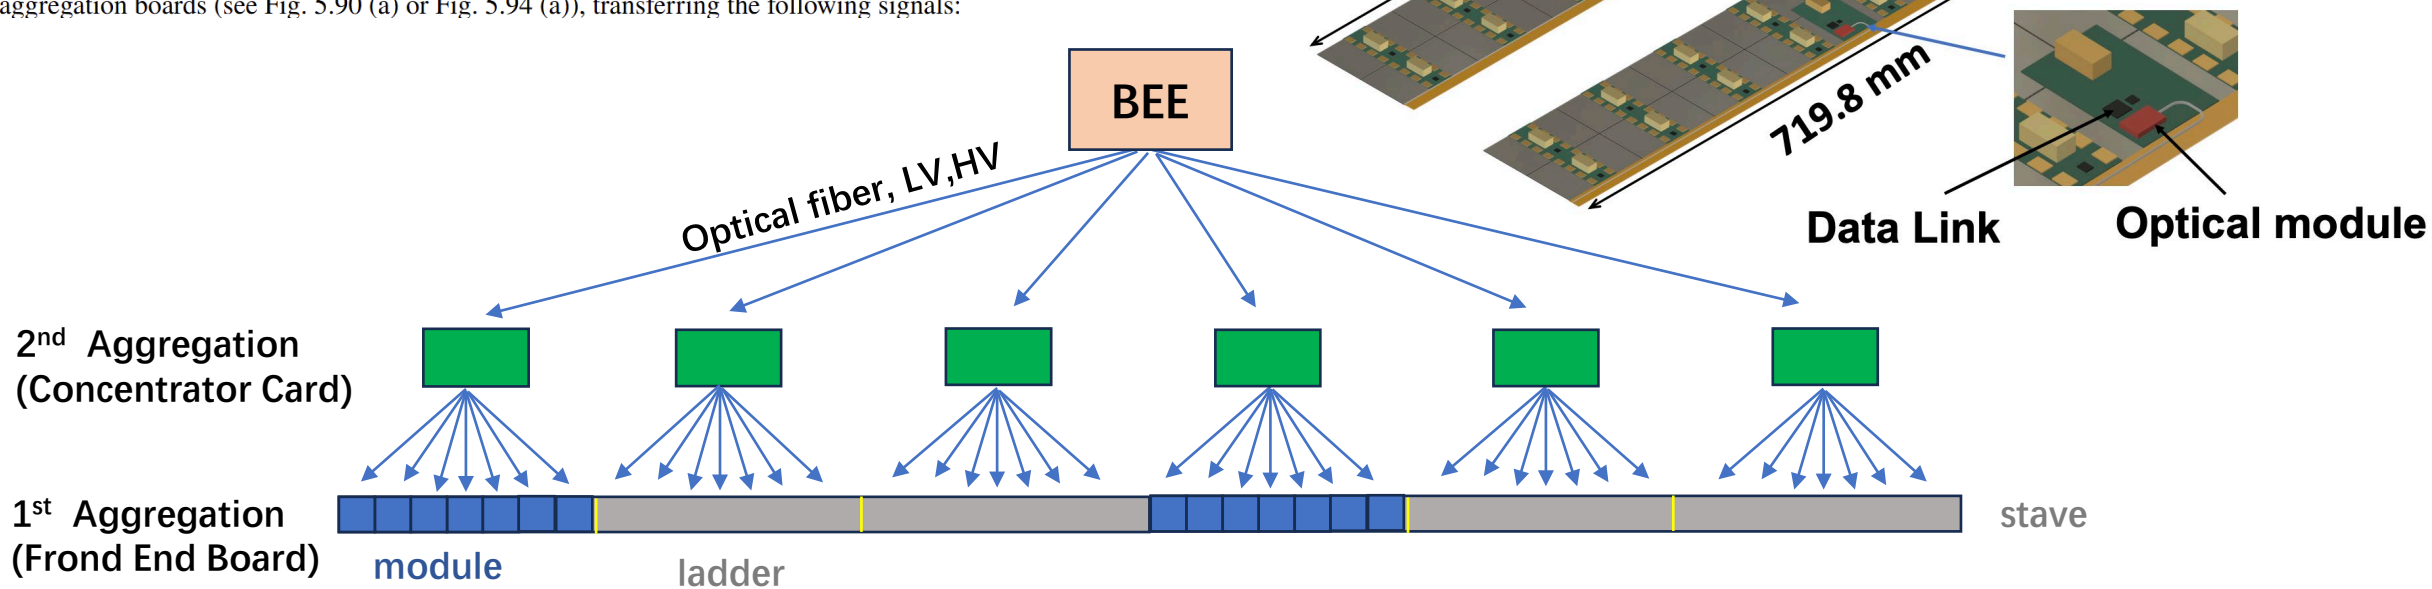 aggregation boards (see Fig. 5.90 (a) or Fig. 5.94 (a)), transferring the following signals:
BEE
719.8 mm
Optical fiber, LV,HV
Data Link
Optical module
2nd Aggregation
(Concentrator Card)
1st Aggregation
(Frond End Board)
stave
module
ladder